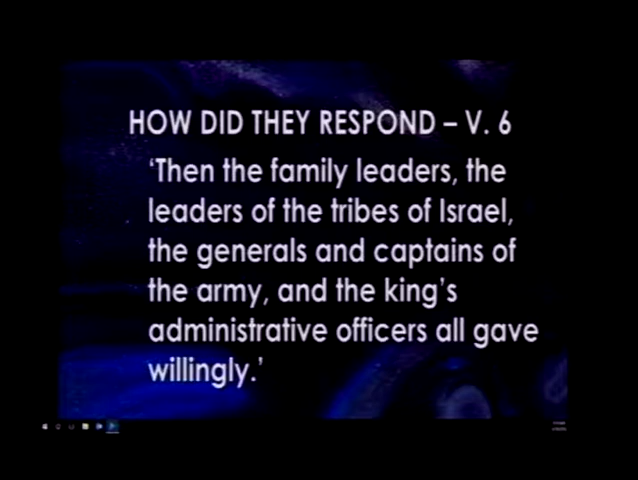 HOW DID THEY RESPOND – V. 6
‘Then the family leaders, the
leaders of the tribes of Israel,
the generals and captains of
the army, and the king’s
administrative officers all gave
willingly.’